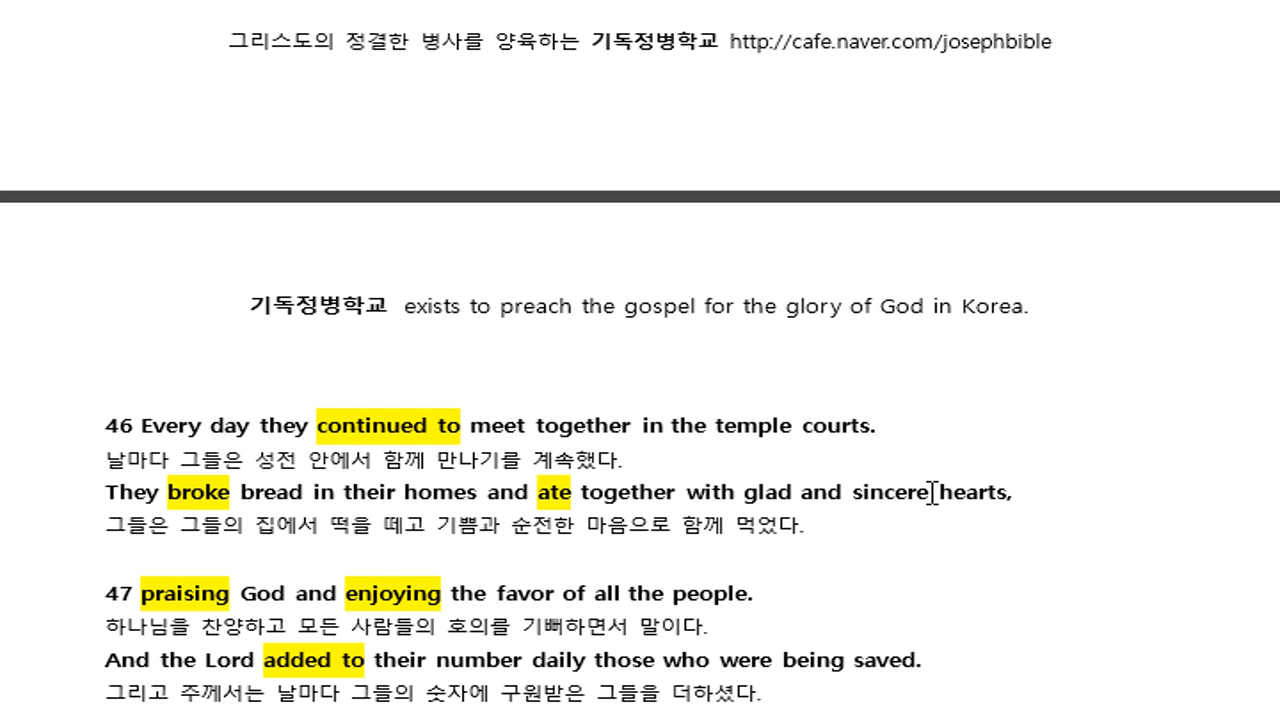 그리스도의 정결한 병사를 양육하는 기독정병학교 http://cafe.naver.com/josephbible
기독정병학교 exists to preach the gospel for the glory of God in Korea.
46 Every day they continued to meet together in the temple courts.
날마다 그들은 성전 안에서 함께 만나기를 계속했다.
They broke bread in their homes and ate together with glad and sincere hearts,
그들은 그들의 집에서 떡을 떼고 기쁨과 순전한 마음으로 함께 먹었다.
47 praising God and enjoying the favor of all the people.
하나님을 찬양하고 모든 사람들의 호의를 기뻐하면서 말이다.
And the Lord added to their number daily those who were being saved.
그리고 주께서는 날마다 그들의 숫자에 구원받은 그들을 더하셨다.